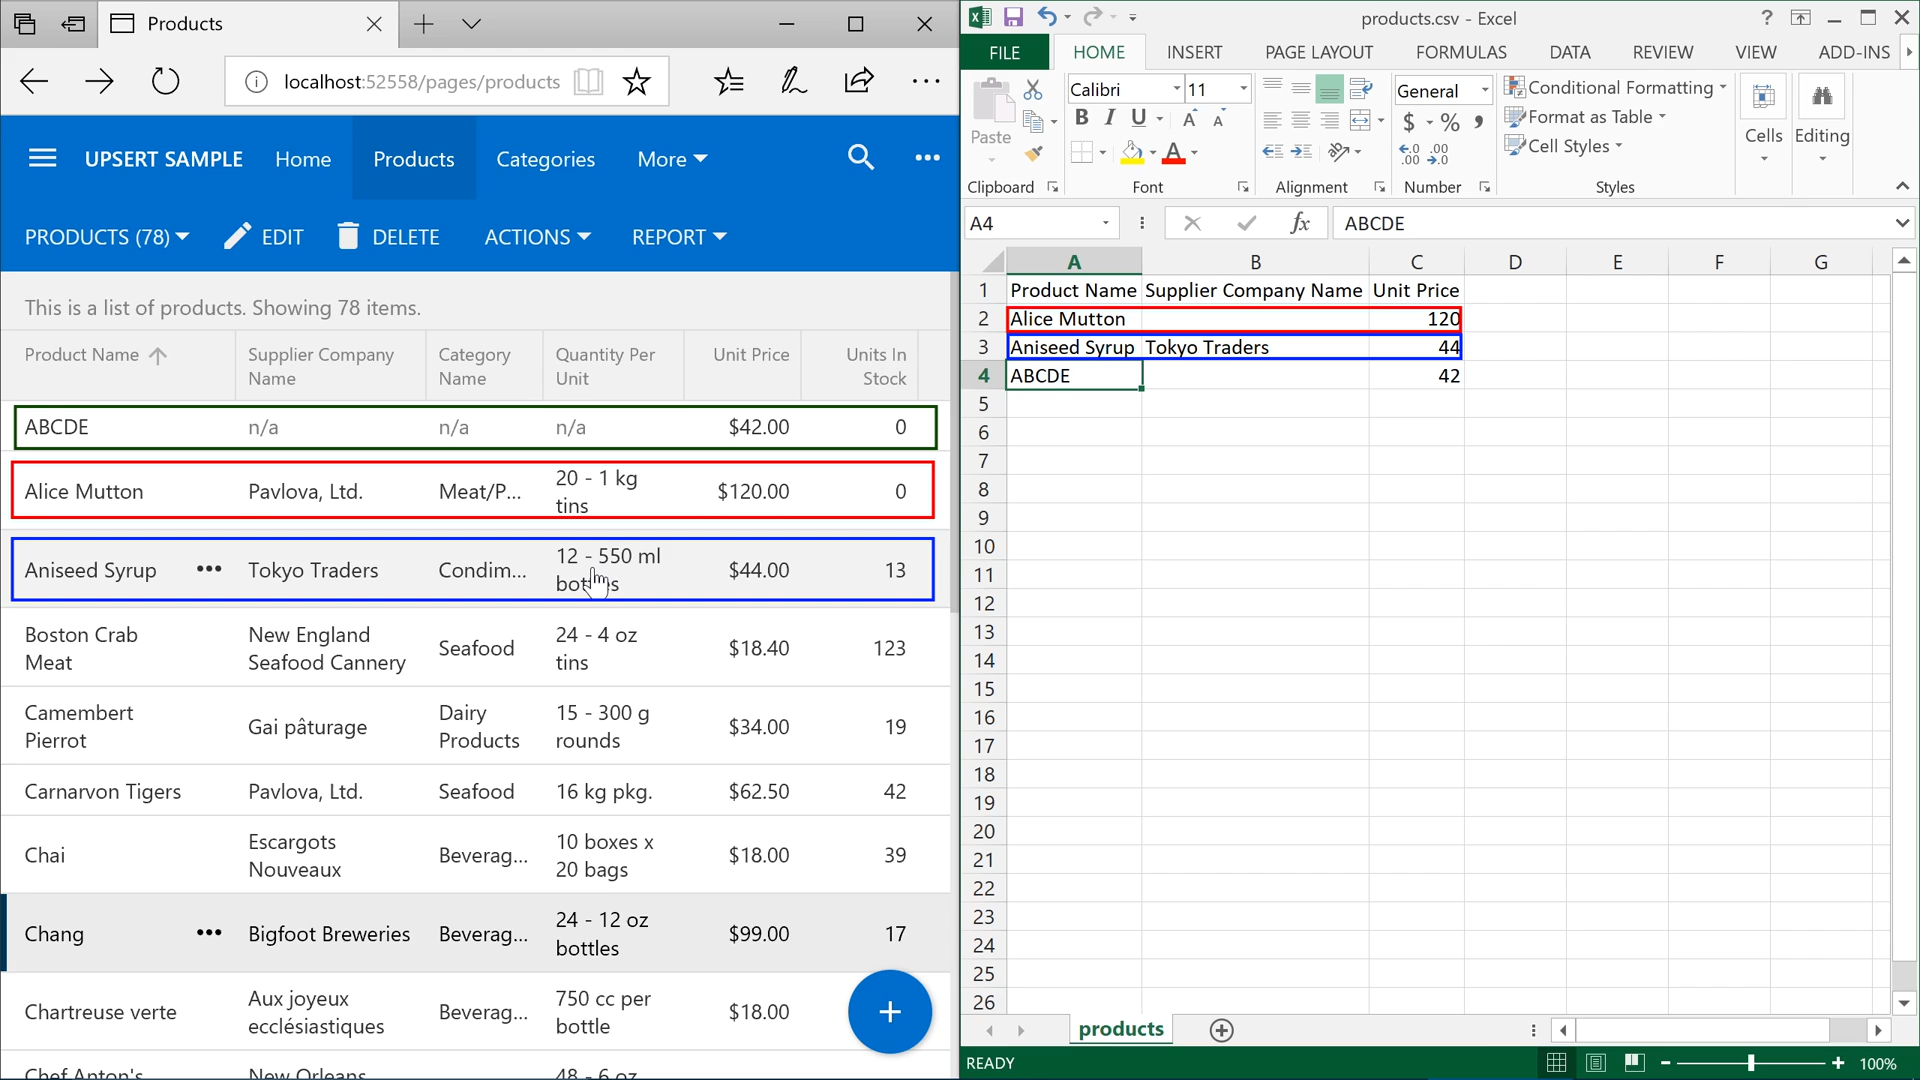 Products
localhost:52558/pages/products
UPSERT SAMPLE Home Products Categories More
PRODUCTS (78) EDIT DELETE ACTIONS REPORT
This is a list of products. Showing 78 items.
Product Name Supplier Company Name Category Name Quantity Per Unit Unit Price Units In Stock
ABCDE n/a n/a n/a $42.00 0
Alice Mutton Pavlova, Ltd. Meat/P... 20 - 1 kg tins $120.00 0
Aniseed Syrup ••• Tokyo Traders Condim... 12 - 550 ml bottles $44.00 13
Boston Crab Meat New England Seafood Cannery Seafood 24 - 4 oz tins $18.40 123
Camembert Pierrot Gai pâturage Dairy Products 15 - 300 g rounds $34.00 19
Carnarvon Tigers Pavlova, Ltd. Seafood 16 kg pkg. $62.50 42
Chai Escargots Nouveaux Beverag... 10 boxes x 20 bags $18.00 39
Chang ••• Bigfoot Breweries Beverag... 24 - 12 oz bottles $99.00 17
Chartreuse verte Aux joyeux ecclésiastiques Beverag... 750 cc per bottle $18.00
Chef Anton's New Orleans 48 - 6 oz
products.csv - Excel
FILE HOME INSERT PAGE LAYOUT FORMULAS DATA REVIEW VIEW ADD-INS
Paste
Calibri 11
B I U A A
A
General
$ % ,
Conditional Formatting
Format as Table
Cell Styles
Cells
Editing
Clipboard Font Alignment Number Styles
A4 fx ABCDE
A B C D E F G
1 Product Name Supplier Company Name Unit Price
2 Alice Mutton 120
3 Aniseed Syrup Tokyo Traders 44
4 ABCDE 42
5
6
7
8
9
10
11
12
13
14
15
16
17
18
19
20
21
22
23
24
25
26
products
READY 100%